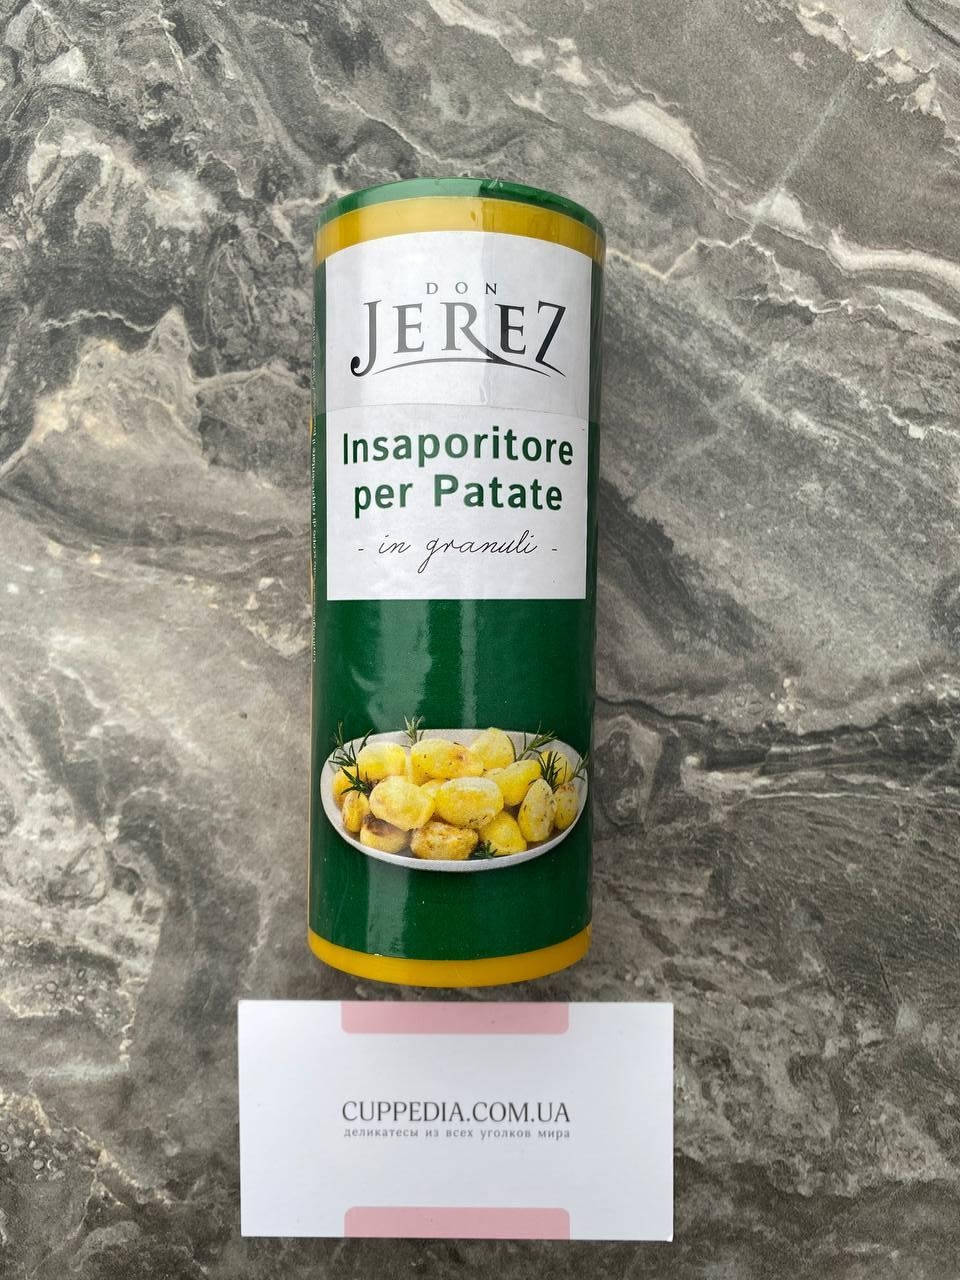 DON
JEREZ
Insaporitore
per Patate
- in granuli -
CUPPEDIA.COM.UA
деликатесы из всех уголков мира